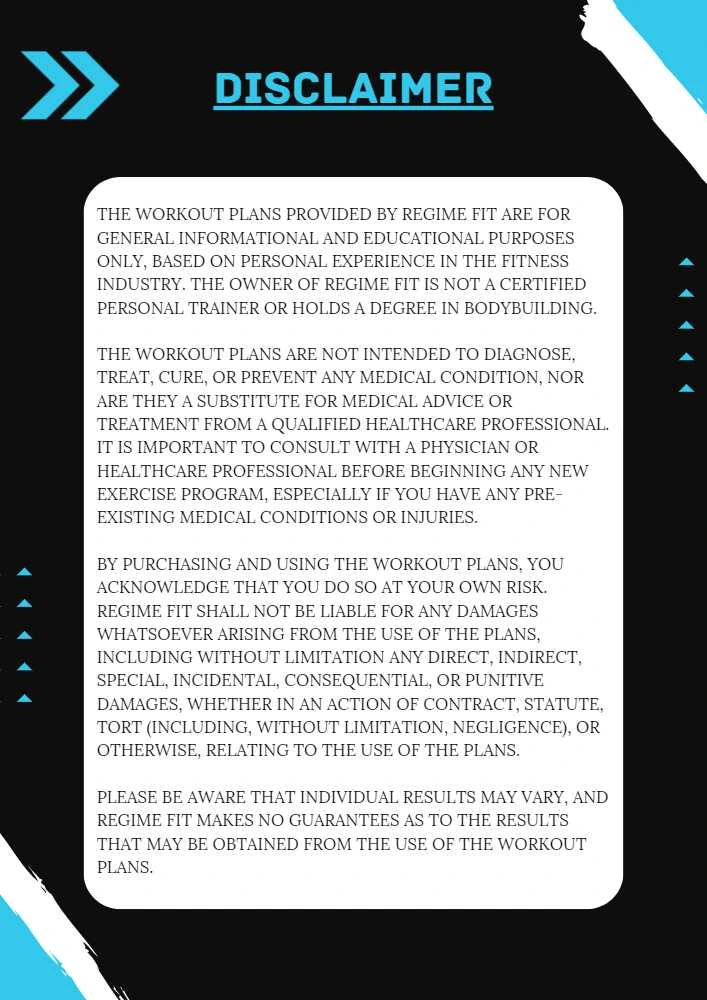 DISCLAIMER
THE WORKOUT PLANS PROVIDED BY REGIME FIT ARE FOR
GENERAL INFORMATIONAL AND EDUCATIONAL PURPOSES
ONLY, BASED ON PERSONAL EXPERIENCE IN THE FITNESS
INDUSTRY. THE OWNER OF REGIME FIT IS NOT A CERTIFIED
PERSONAL TRAINER OR HOLDS A DEGREE IN BODYBUILDING.
THE WORKOUT PLANS ARE NOT INTENDED TO DIAGNOSE,
TREAT, CURE, OR PREVENT ANY MEDICAL CONDITION, NOR
ARE THEY A SUBSTITUTE FOR MEDICAL ADVICE OR
TREATMENT FROM A QUALIFIED HEALTHCARE PROFESSIONAL.
IT IS IMPORTANT TO CONSULT WITH A PHYSICIAN OR
HEALTHCARE PROFESSIONAL BEFORE BEGINNING ANY NEW
EXERCISE PROGRAM, ESPECIALLY IF YOU HAVE ANY PRE-
EXISTING MEDICAL CONDITIONS OR INJURIES.
BY PURCHASING AND USING THE WORKOUT PLANS, YOU
ACKNOWLEDGE THAT YOU DO SO AT YOUR OWN RISK.
REGIME FIT SHALL NOT BE LIABLE FOR ANY DAMAGES
WHATSOEVER ARISING FROM THE USE OF THE PLANS,
INCLUDING WITHOUT LIMITATION ANY DIRECT, INDIRECT,
SPECIAL, INCIDENTAL, CONSEQUENTIAL, OR PUNITIVE
DAMAGES, WHETHER IN AN ACTION OF CONTRACT, STATUTE,
TORT (INCLUDING, WITHOUT LIMITATION, NEGLIGENCE), OR
OTHERWISE, RELATING TO THE USE OF THE PLANS.
PLEASE BE AWARE THAT INDIVIDUAL RESULTS MAY VARY, AND
REGIME FIT MAKES NO GUARANTEES AS TO THE RESULTS
THAT MAY BE OBTAINED FROM THE USE OF THE WORKOUT
PLANS.